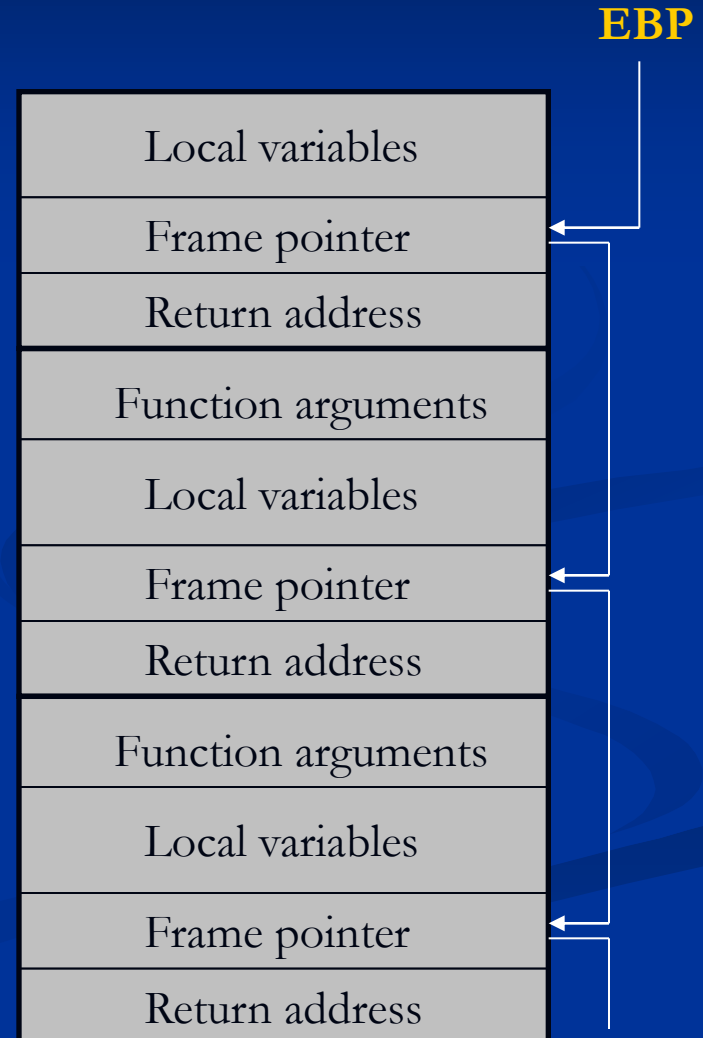 EBP
Local variables
Frame pointer
Return address
Function arguments
Local variables
Frame pointer
Return address
Function arguments
Local variables
Frame pointer
Return address